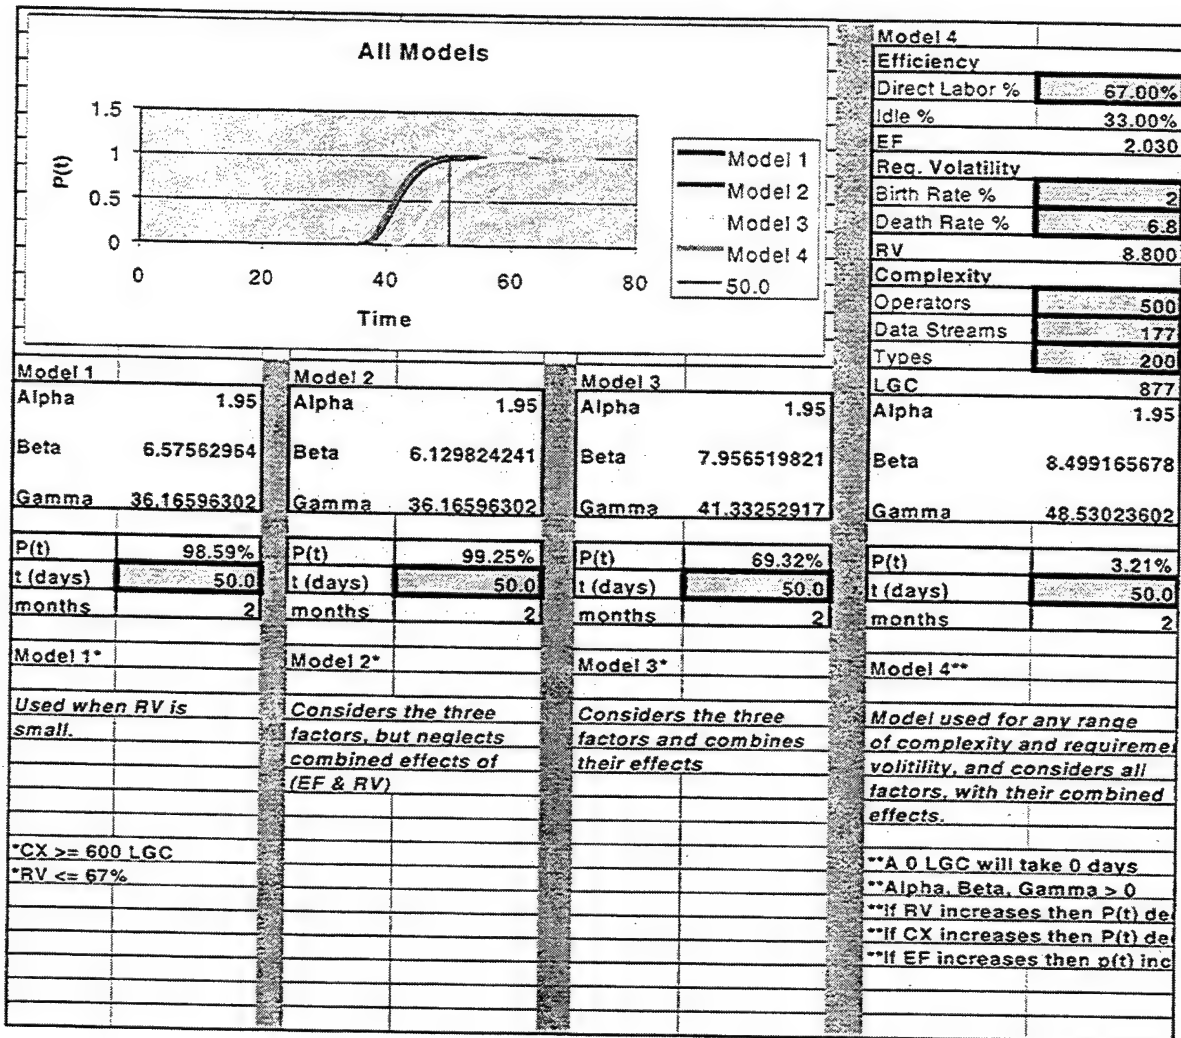 All Models
1.5
1
0.5
0
P(t)
0 20 40 60 80
Time
Model 1
Model 2
Model 3
Model 4
50.0
Model 4
Efficiency
Direct Labor % 67.00%
Idle % 33.00%
EF 2.030
Req. Volatility
Birth Rate % 2
Death Rate % 6.8
RV 8.800
Complexity
Operators 500
Data Streams 177
Types 200
LGC 877
Alpha 1.95
Beta 8.499165678
Gamma 48.53023602
P(t) 3.21%
t (days) 50.0
months 2
Model 4**
Model used for any range
of complexity and requireme
volitility, and considers all
factors, with their combined
effects.
**A 0 LGC will take 0 days
**Alpha, Beta, Gamma > 0
**If RV increases then P(t) de
**If CX increases then P(t) de
**If EF increases then p(t) inc
Model 1
Alpha 1.95
Beta 6.57562964
Gamma 36.16596302
P(t) 98.59%
t (days) 50.0
months 2
Model 1*
Used when RV is
small.
*CX >= 600 LGC
*RV <= 67%
Model 2
Alpha 1.95
Beta 6.129824241
Gamma 36.16596302
P(t) 99.25%
t (days) 50.0
months 2
Model 2*
Considers the three
factors, but neglects
combined effects of
(EF & RV)
Model 3
Alpha 1.95
Beta 7.956519821
Gamma 41.33252917
P(t) 69.32%
t (days) 50.0
months 2
Model 3*
Considers the three
factors and combines
their effects